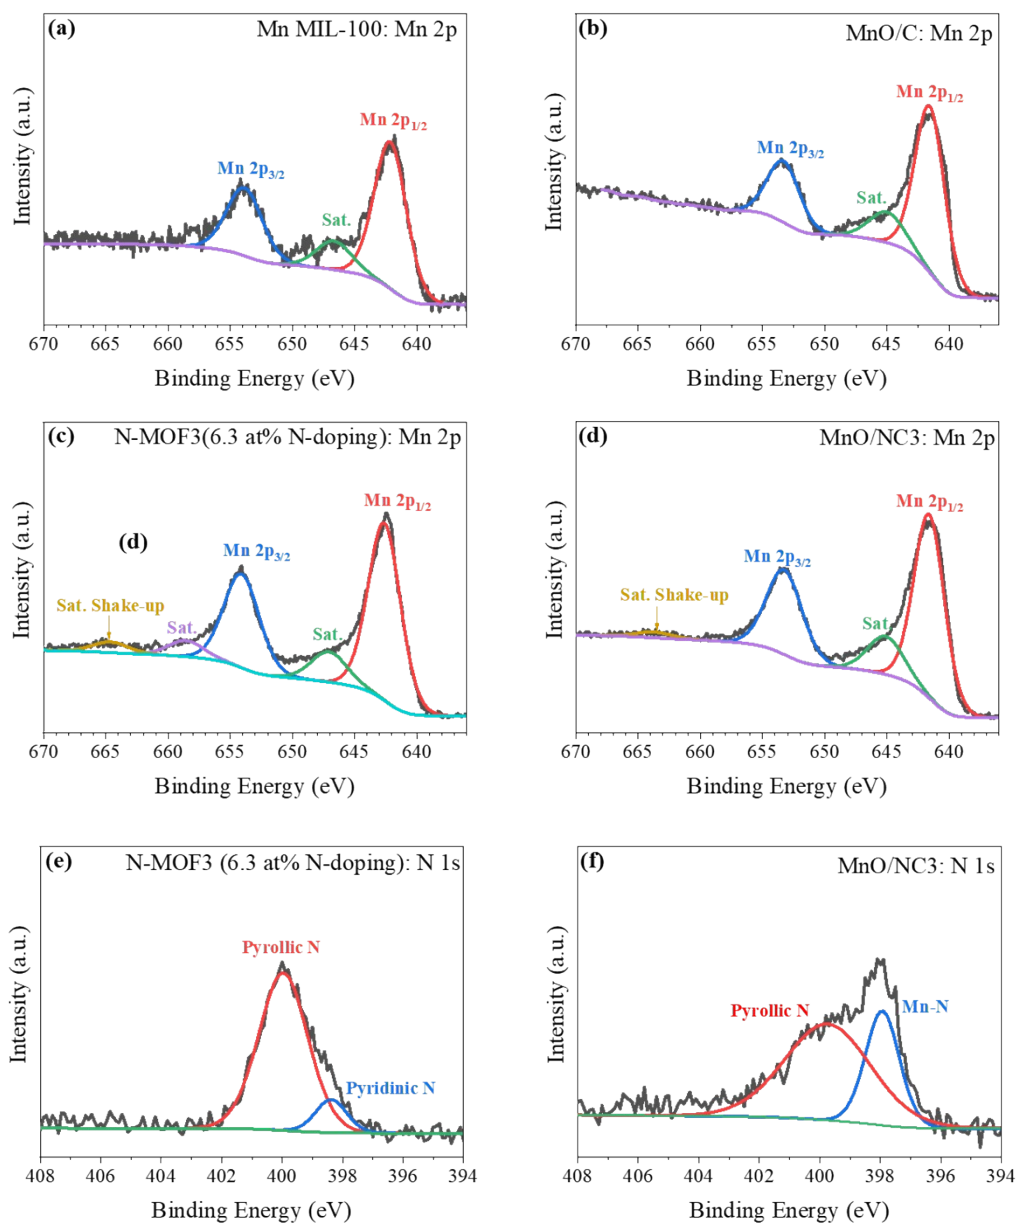 (a) Mn MIL-100: Mn 2p
Mn 2p1/2
Mn 2p3/2
Sat.
Intensity (a.u.)
670 665 660 655 650 645 640
Binding Energy (eV)
(b) MnO/C: Mn 2p
Mn 2p1/2
Mn 2p3/2
Sat.
Intensity (a.u.)
670 665 660 655 650 645 640
Binding Energy (eV)
(c) N-MOF3(6.3 at% N-doping): Mn 2p
Mn 2p1/2
(d)
Mn 2p3/2
Sat. Shake-up
Sat.
Sat.
Intensity (a.u.)
670 665 660 655 650 645 640
Binding Energy (eV)
(d) MnO/NC3: Mn 2p
Mn 2p1/2
Mn 2p3/2
Sat. Shake-up
Sat.
Intensity (a.u.)
670 665 660 655 650 645 640
Binding Energy (eV)
(e) N-MOF3 (6.3 at% N-doping): N 1s
Pyrollic N
Pyridinic N
Intensity (a.u.)
408 406 404 402 400 398 396 394
Binding Energy (eV)
(f) MnO/NC3: N 1s
Pyrollic N
Mn-N
Intensity (a.u.)
408 406 404 402 400 398 396 394
Binding Energy (eV)